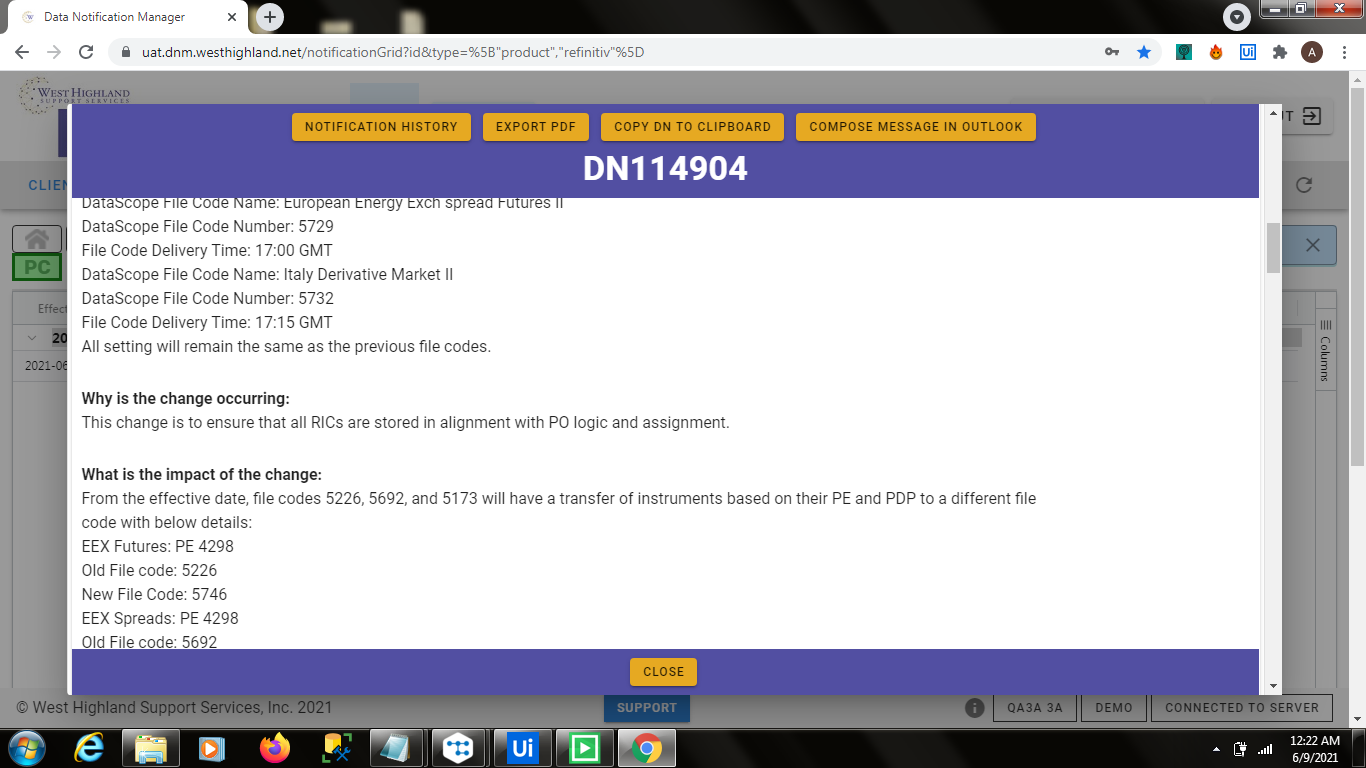 Data Notification Manager
uat.dnm.westhighland.net/notificationGrid?id&type=%5B"product","refinitiv"%5D
Ui
A
WEST HIGHLAND
SUPPORT SERVICES
NOTIFICATION HISTORY
EXPORT PDF
COPY DN TO CLIPBOARD
COMPOSE MESSAGE IN OUTLOOK
DN114904
CLIEN
PC
Effect
20
2021-06
Columns
DataScope File Code Name: European Energy Exch spread Futures II
DataScope File Code Number: 5729
File Code Delivery Time: 17:00 GMT
DataScope File Code Name: Italy Derivative Market II
DataScope File Code Number: 5732
File Code Delivery Time: 17:15 GMT
All setting will remain the same as the previous file codes.
Why is the change occurring:
This change is to ensure that all RICs are stored in alignment with PO logic and assignment.
What is the impact of the change:
From the effective date, file codes 5226, 5692, and 5173 will have a transfer of instruments based on their PE and PDP to a different file
code with below details:
EEX Futures: PE 4298
Old File code: 5226
New File Code: 5746
EEX Spreads: PE 4298
Old File code: 5692
CLOSE
© West Highland Support Services, Inc. 2021
SUPPORT
QA3A 3A
DEMO
CONNECTED TO SERVER
Ui
12:22 AM
6/9/2021